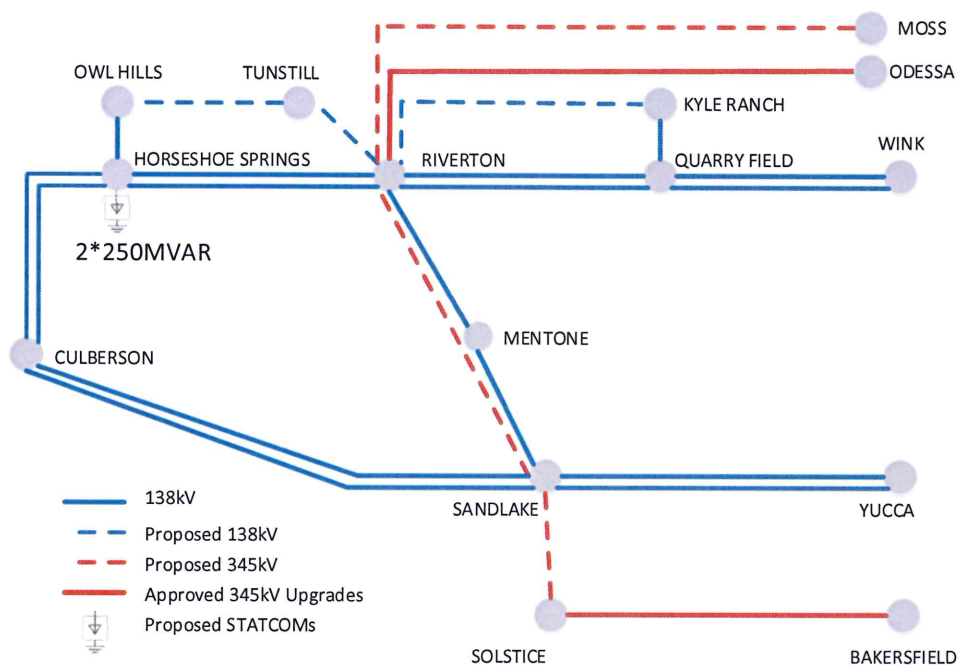 MOSS
OWL HILLS
TUNSTILL
ODESSA
KYLE RANCH
WINK
HORSESHOE SPRINGS
RIVERTON
QUARRY FIELD
2*250MVAR
MENTONE
CULBERSON
138kV
SANDLAKE
YUCCA
Proposed 138kV
Proposed 345kV
Approved 345kV Upgrades
Proposed STATCOMs
SOLSTICE
BAKERSFIELD